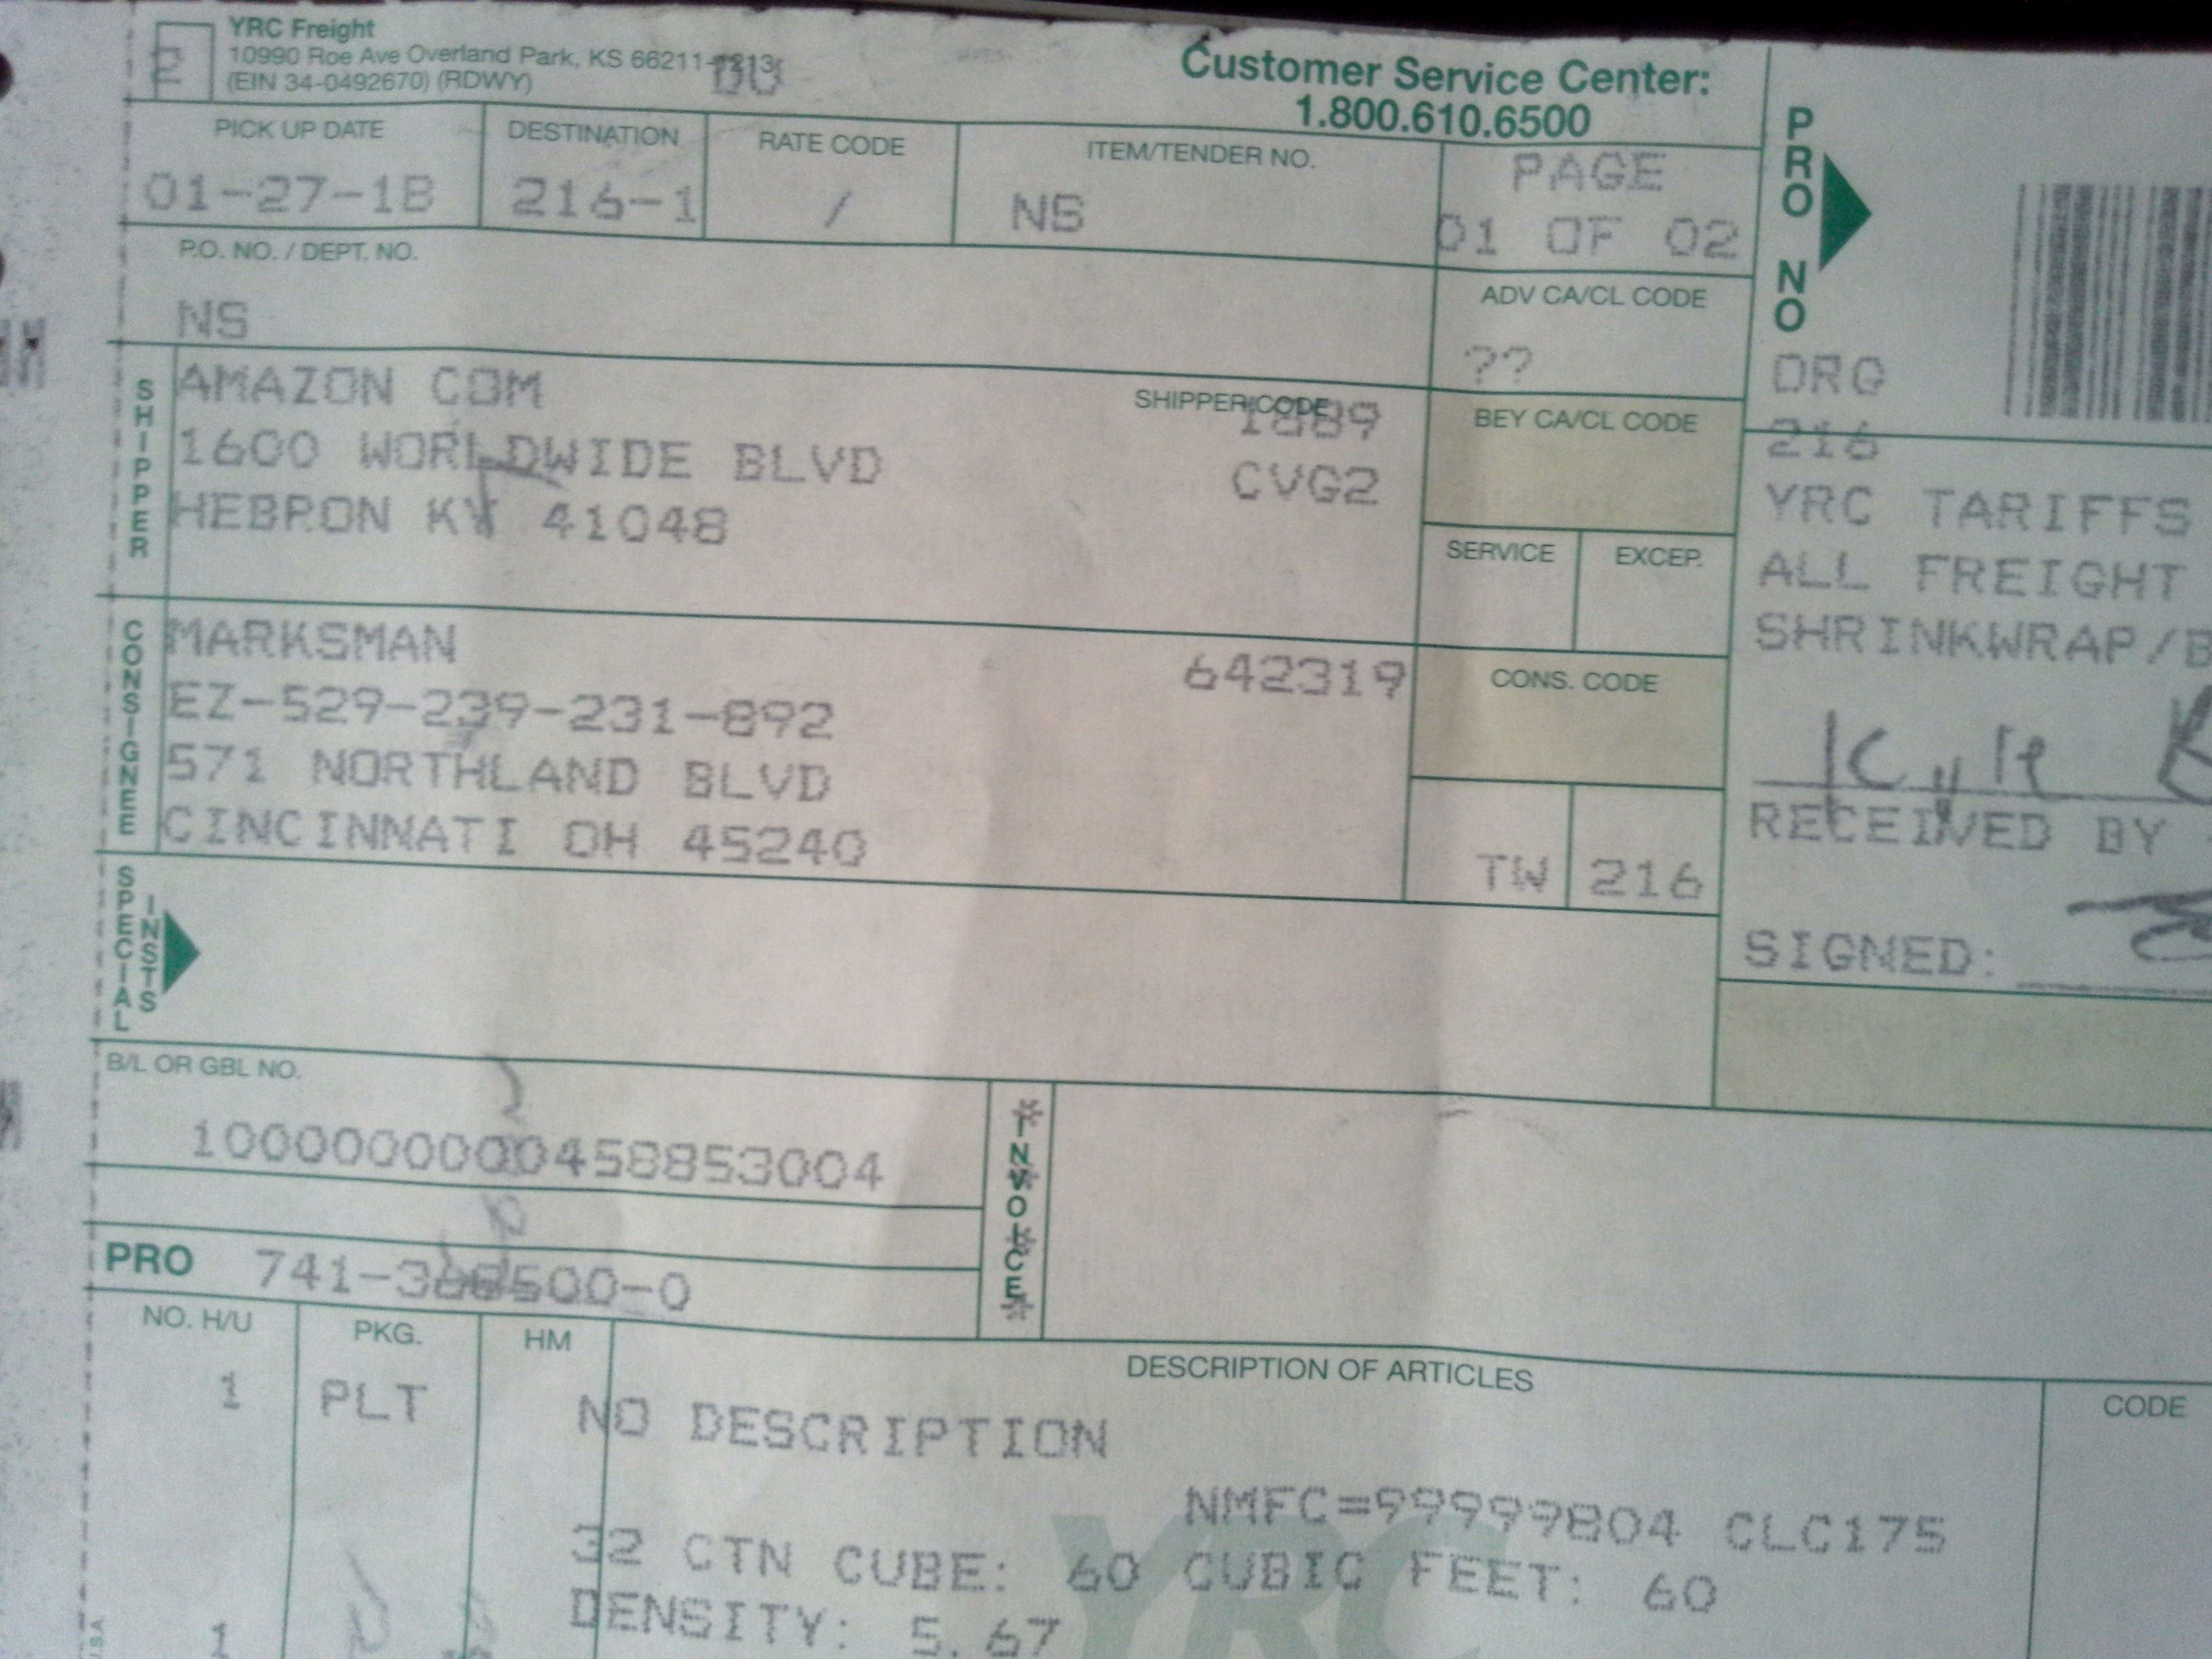 YRC Freight
10990 Roe Ave Overland Park, KS 66211-1213
(EIN 34-0492670) (RDWY)
Customer Service Center:
1.800.610.6500
PICK UP DATE
01-27-18
DESTINATION
216-1
RATE CODE
/
ITEM/TENDER NO.
NS
PAGE
01 OF 02
P.O. NO. / DEPT. NO.
NS
ADV CA/CL CODE
??
PRO NO
ORG
216
YRC TARIFFS
ALL FREIGHT
SHRINKWRAP/B
RECEIVED BY
SIGNED:
SHIPPER
AMAZON COM
1600 WORLDWIDE BLVD
HEBRON KY 41048
SHIPPER CODE
1889
CVG2
BEY CA/CL CODE
SERVICE
EXCEP.
CONSIGNEE
MARKSMAN
EZ-529-239-231-892
571 NORTHLAND BLVD
CINCINNATI OH 45240
642319
CONS. CODE
TW
216
SPECIAL INSTS
B/L OR GBL NO.
1000000000458853004
*INVOICE*
PRO
NO. H/U
PKG.
HM
DESCRIPTION OF ARTICLES
CODE
1 PLT NO DESCRIPTION
NMFC=99999804 CLC175
32 CTN CUBE: 60 CUBIC FEET: 60
DENSITY: 5.67
1
USA
YRC